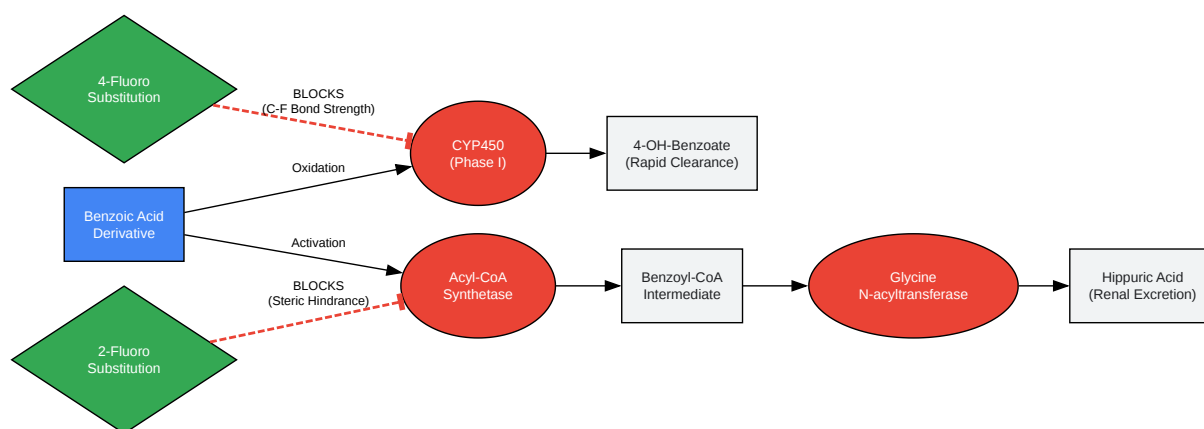 4-Fluoro
Substitution
BLOCKS
(C-F Bond Strength)
CYP450
(Phase I)
4-OH-Benzoate
(Rapid Clearance)
Oxidation
Benzoic Acid
Derivative
Activation
Acyl-CoA
Synthetase
Benzoyl-CoA
Intermediate
Glycine
N-acyltransferase
Hippuric Acid
(Renal Excretion)
BLOCKS
(Steric Hindrance)
2-Fluoro
Substitution